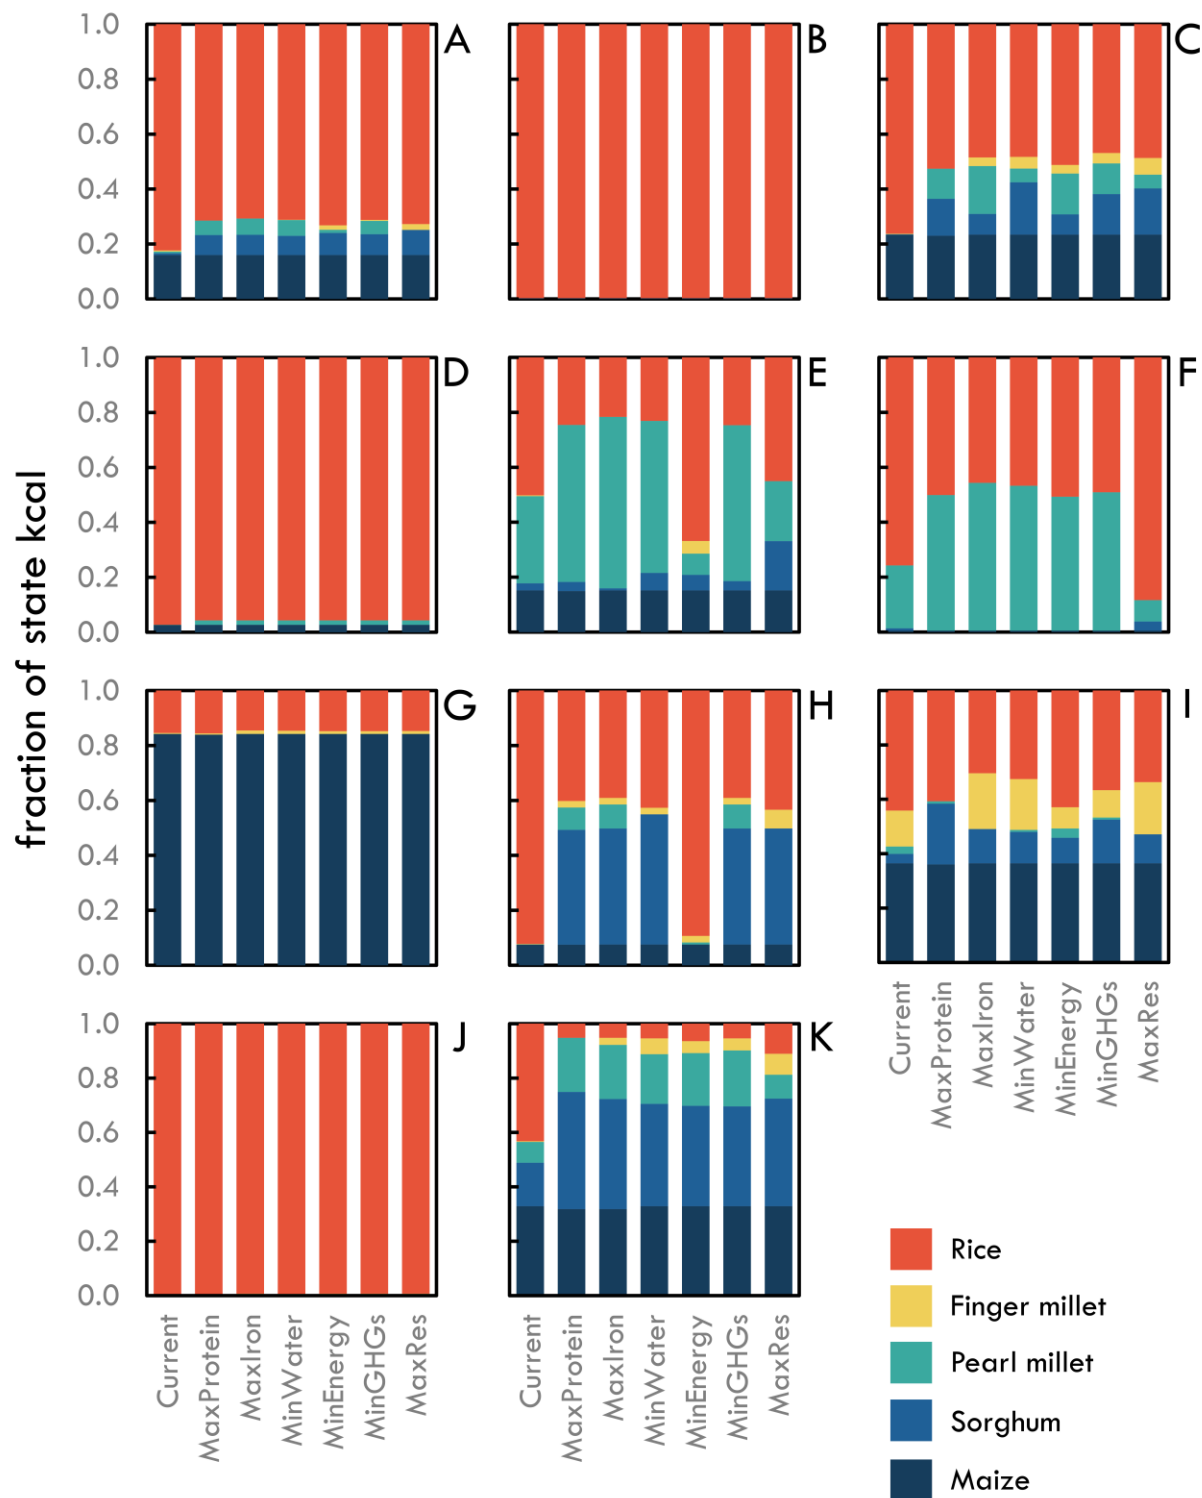 fraction of state kcal
1.0
0.8
0.6
0.4
0.2
0.0
A
B
C
1.0
0.8
0.6
0.4
0.2
0.0
D
E
F
1.0
0.8
0.6
0.4
0.2
0.0
G
H
I
Current
MaxProtein
MaxIron
MinWater
MinEnergy
MinGHGs
MaxRes
1.0
0.8
0.6
0.4
0.2
0.0
J
K
Current
MaxProtein
MaxIron
MinWater
MinEnergy
MinGHGs
MaxRes
Current
MaxProtein
MaxIron
MinWater
MinEnergy
MinGHGs
MaxRes
Rice
Finger millet
Pearl millet
Sorghum
Maize